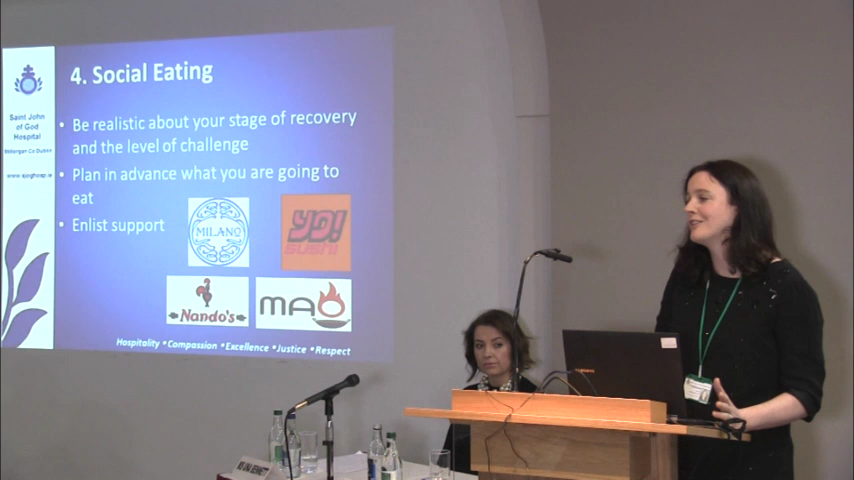 4. Social Eating
Saint John
of God
Hospital
Stillorgan Co Dublin
www.sjoghosp.ie
• Be realistic about your stage of recovery
and the level of challenge
• Plan in advance what you are going to
eat
• Enlist support
MILANO
YO!
sushi
Nando's
MAO
Hospitality • Compassion • Excellence • Justice • Respect